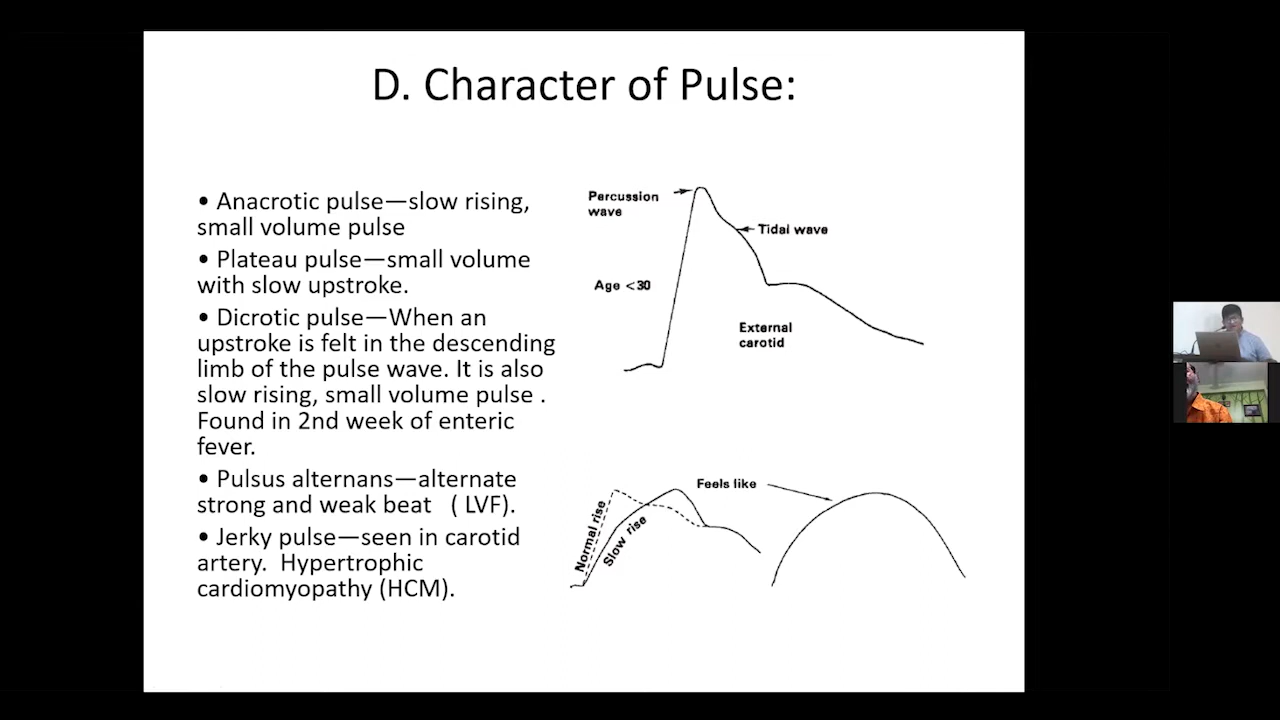 D. Character of Pulse:
• Anacrotic pulse—slow rising,
small volume pulse
• Plateau pulse—small volume
with slow upstroke.
• Dicrotic pulse—When an
upstroke is felt in the descending
limb of the pulse wave. It is also
slow rising, small volume pulse .
Found in 2nd week of enteric
fever.
• Pulsus alternans—alternate
strong and weak beat ( LVF).
• Jerky pulse—seen in carotid
artery. Hypertrophic
cardiomyopathy (HCM).
Percussion
wave
Tidal wave
Age <30
External
carotid
Feels like
Normal rise
Slow rise